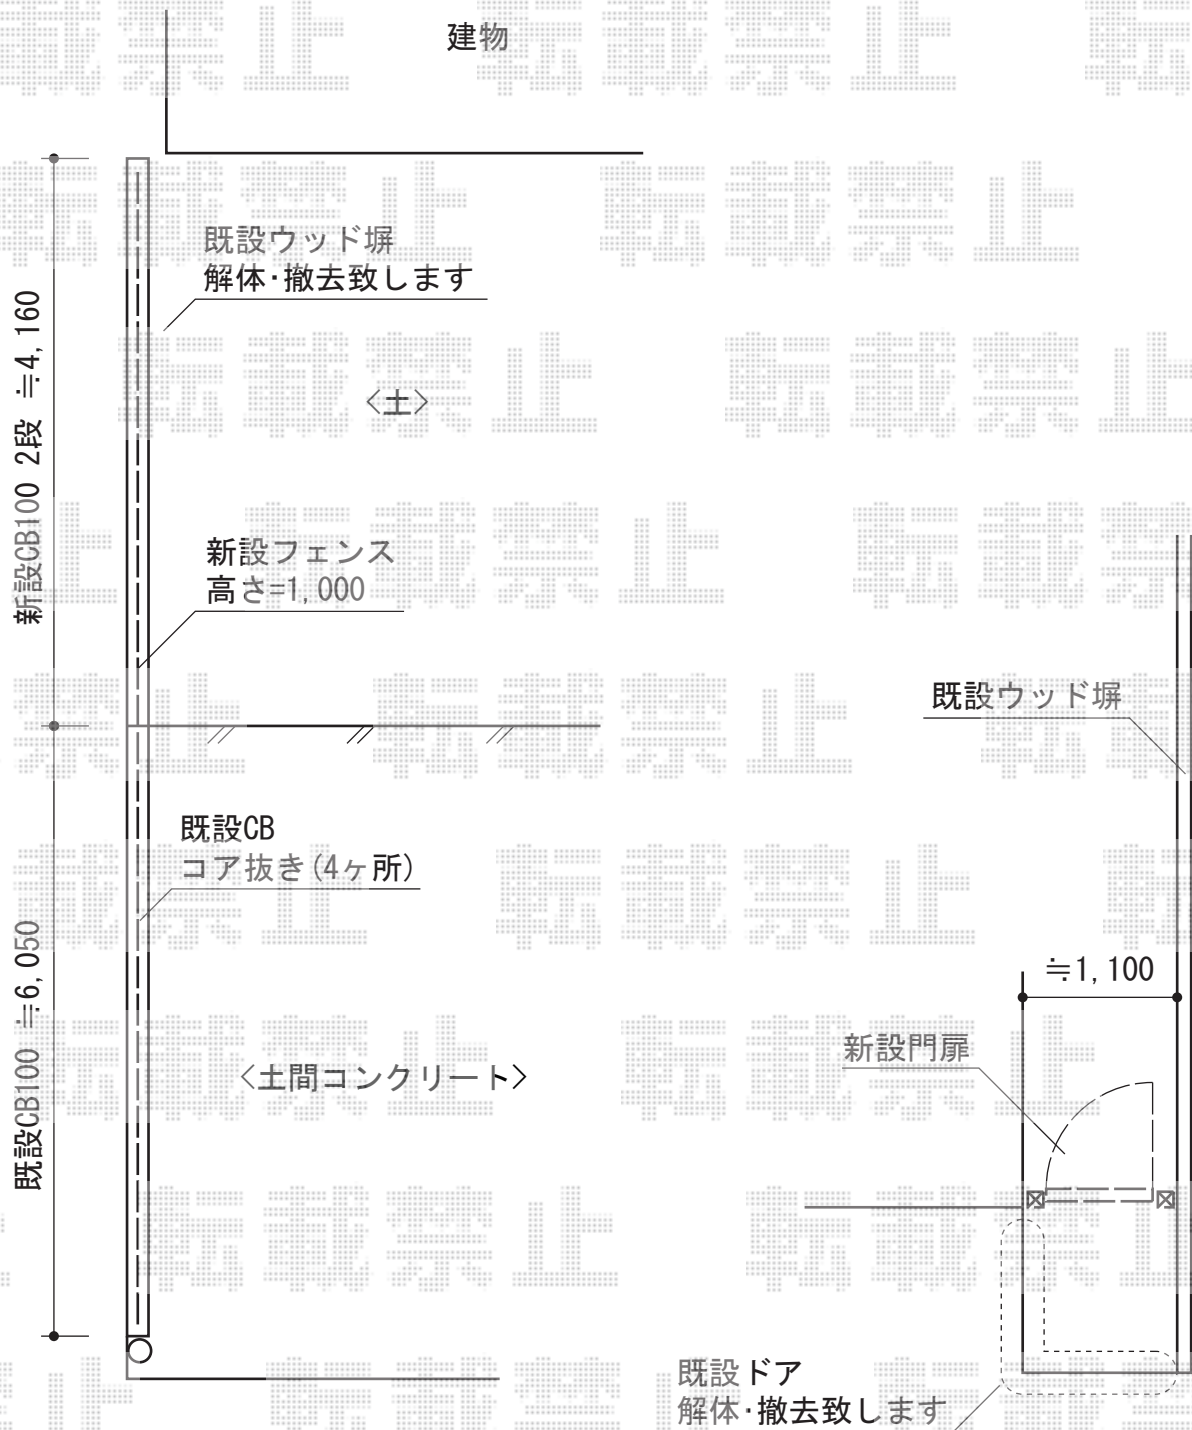 建物
既設ウッド塀
解体・撤去致します
新設CB100 2段 ≒4,160
<土>
新設フェンス
高さ=1,000
既設ウッド塀
既設CB
コア抜き(4ヶ所)
既設CB100 ≒6,050
≒1,100
新設門扉
<土間コンクリート>
既設ドア
解体・撤去致します
転載禁止